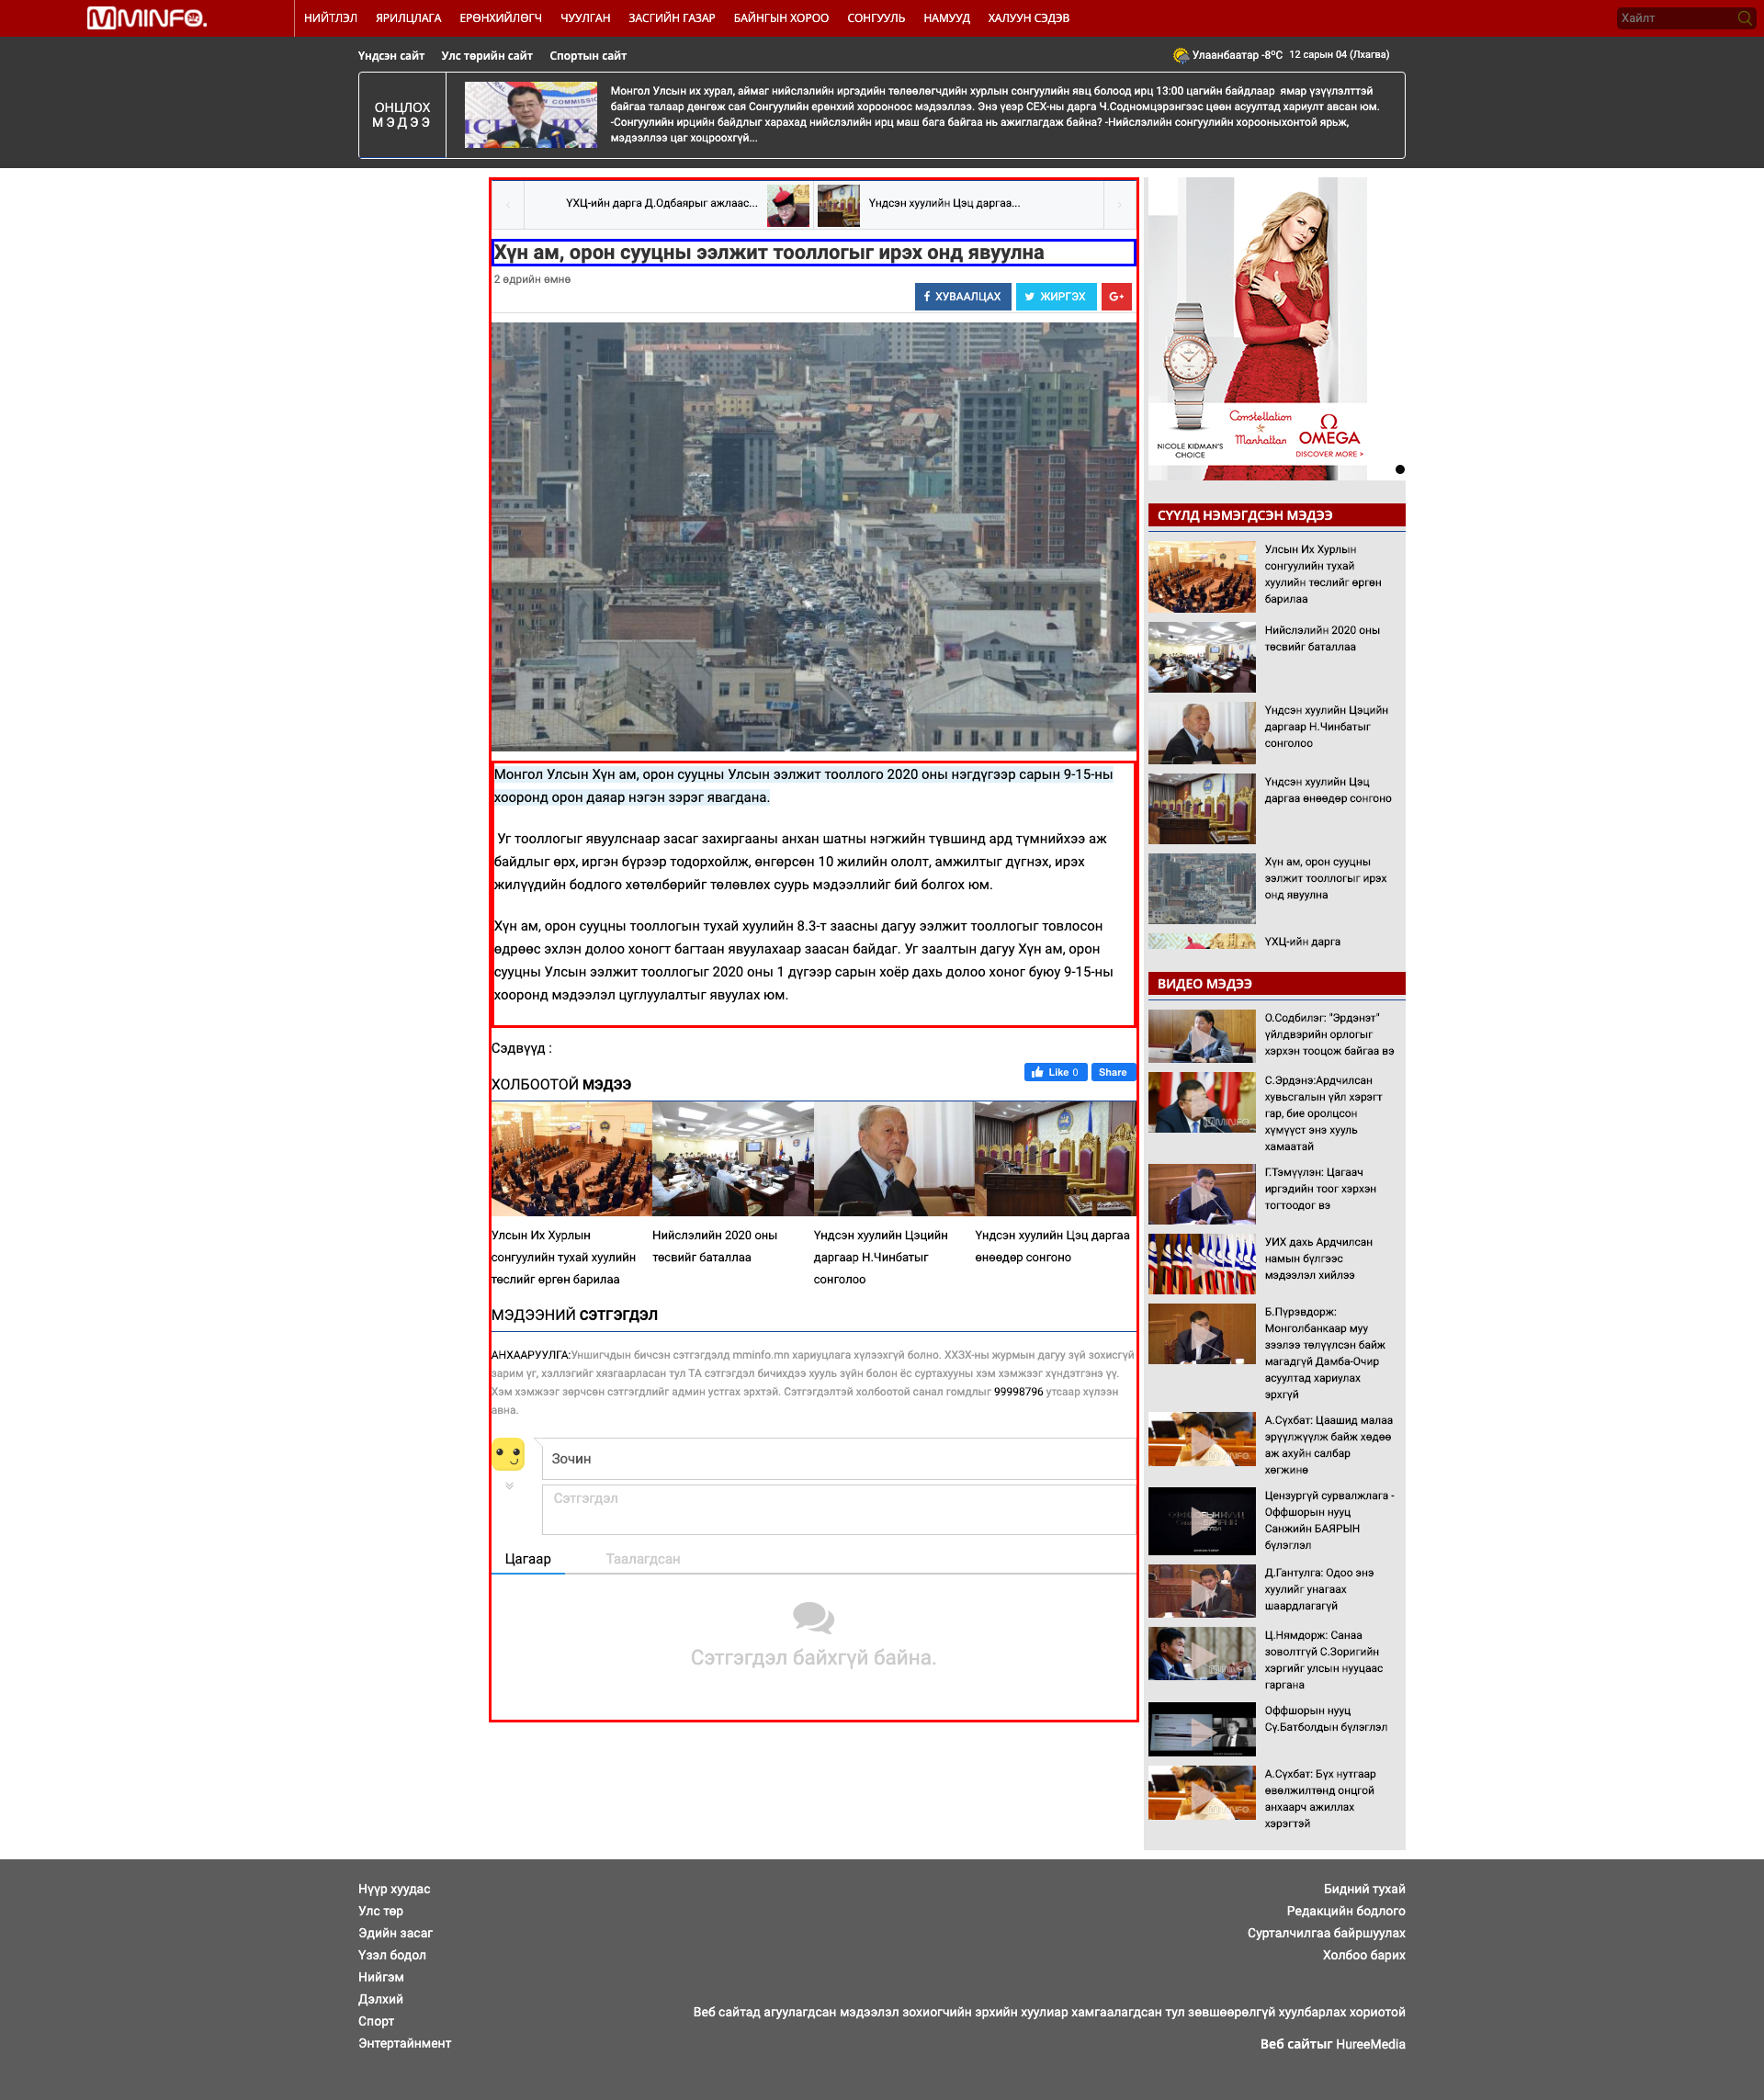 MMINFO.
НИЙТЛЭЛ ЯРИЛЦЛАГА ЕРӨНХИЙЛӨГЧ ЧУУЛГАН ЗАСГИЙН ГАЗАР БАЙНГЫН ХОРОО СОНГУУЛЬ НАМУУД ХАЛУУН СЭДЭВ
Хайлт
Үндсэн сайт Улс төрийн сайт Спортын сайт
Улаанбаатар -8°C 12 сарын 04 (Лхагва)
ОНЦЛОХ
МЭДЭЭ
Монгол Улсын их хурал, аймаг нийслэлийн иргэдийн төлөөлөгчдийн хурлын сонгуулийн явц болоод ирц 13:00 цагийн байдлаар ямар үзүүлэлттэй
байгаа талаар дөнгөж сая Сонгуулийн ерөнхий хорооноос мэдээллээ. Энэ үеэр СЕХ-ны дарга Ч.Содномцэрэнгээс цөөн асуултад хариулт авсан юм.
-Сонгуулийн ирцийн байдлыг харахад нийслэлийн ирц маш бага байгаа нь ажиглагдаж байна? -Нийслэлийн сонгуулийн хорооныхонтой ярьж,
мэдээллээ цаг хоцроохгүй...
ҮХЦ-ийн дарга Д.Одбаярыг ажлаас...
Үндсэн хуулийн Цэц даргаа...
Хүн ам, орон сууцны ээлжит тооллогыг ирэх онд явуулна
2 өдрийн өмнө
ХУВААЛЦАХ ЖИРГЭХ G+
Монгол Улсын Хүн ам, орон сууцны Улсын ээлжит тооллого 2020 оны нэгдүгээр сарын 9-15-ны
хооронд орон даяар нэгэн зэрэг явагдана.
Уг тооллогыг явуулснаар засаг захиргааны анхан шатны нэгжийн түвшинд ард түмнийхээ аж
байдлыг өрх, иргэн бүрээр тодорхойлж, өнгөрсөн 10 жилийн ололт, амжилтыг дүгнэх, ирэх
жилүүдийн бодлого хөтөлбөрийг төлөвлөх суурь мэдээллийг бий болгох юм.
Хүн ам, орон сууцны тооллогын тухай хуулийн 8.3-т заасны дагуу ээлжит тооллогыг товлосон
өдрөөс эхлэн долоо хоногт багтаан явуулахаар заасан байдаг. Уг заалтын дагуу Хүн ам, орон
сууцны Улсын ээлжит тооллогыг 2020 оны 1 дүгээр сарын хоёр дахь долоо хоног буюу 9-15-ны
хооронд мэдээлэл цуглуулалтыг явуулах юм.
Сэдвүүд :
Like 0 Share
ХОЛБООТОЙ МЭДЭЭ
Улсын Их Хурлын
сонгуулийн тухай хуулийн
төслийг өргөн барилаа
Нийслэлийн 2020 оны
төсвийг баталлаа
Үндсэн хуулийн Цэцийн
даргаар Н.Чинбатыг
сонголоо
Үндсэн хуулийн Цэц даргаа
өнөөдөр сонгоно
МЭДЭЭНИЙ СЭТГЭГДЭЛ
АНХААРУУЛГА:Уншигчдын бичсэн сэтгэгдэлд mminfo.mn хариуцлага хүлээхгүй болно. ХХЗХ-ны журмын дагуу зүй зохисгүй
зарим үг, хэллэгийг хязгаарласан тул ТА сэтгэгдэл бичихдээ хууль зүйн болон ёс суртахууны хэм хэмжээг хүндэтгэнэ үү.
Хэм хэмжээг зөрчсөн сэтгэгдлийг админ устгах эрхтэй. Сэтгэгдэлтэй холбоотой санал гомдлыг 99998796 утсаар хүлээн
авна.
Зочин
Сэтгэгдэл
Цагаар Таалагдсан
Сэтгэгдэл байхгүй байна.
NICOLE KIDMAN'S
CHOICE
Constellation
Manhattan
Ω
OMEGA
DISCOVER MORE >
СҮҮЛД НЭМЭГДСЭН МЭДЭЭ
Улсын Их Хурлын
сонгуулийн тухай
хуулийн төслийг өргөн
барилаа
Нийслэлийн 2020 оны
төсвийг баталлаа
Үндсэн хуулийн Цэцийн
даргаар Н.Чинбатыг
сонголоо
Үндсэн хуулийн Цэц
даргаа өнөөдөр сонгоно
Хүн ам, орон сууцны
ээлжит тооллогыг ирэх
онд явуулна
ҮХЦ-ийн дарга
ВИДЕО МЭДЭЭ
О.Содбилэг: "Эрдэнэт"
үйлдвэрийн орлогыг
хэрхэн тооцож байгаа вэ
С.Эрдэнэ:Ардчилсан
хувьсгалын үйл хэрэгт
гар, бие оролцсон
хүмүүст энэ хууль
хамаатай
Г.Тэмүүлэн: Цагаач
иргэдийн тоог хэрхэн
тогтоодог вэ
УИХ дахь Ардчилсан
намын бүлгээс
мэдээлэл хийлээ
Б.Пүрэвдорж:
Монголбанкаар муу
зээлээ төлүүлсэн байж
магадгүй Дамба-Очир
асуултад хариулах
эрхгүй
А.Сүхбат: Цаашид малаа
эрүүлжүүлж байж хөдөө
аж ахуйн салбар
хөгжинө
Цензургүй сурвалжлага -
Оффшорын нууц
Санжийн БАЯРЫН
бүлэглэл
Д.Гантулга: Одоо энэ
хуулийг унагаах
шаардлагагүй
Ц.Нямдорж: Санаа
зоволтгүй С.Зоригийн
хэргийг улсын нууцаас
гаргана
Оффшорын нууц
Сү.Батболдын бүлэглэл
А.Сүхбат: Бүх нутгаар
өвөлжилтөнд онцгой
анхаарч ажиллах
хэрэгтэй
Нүүр хуудас
Улс төр
Эдийн засаг
Үзэл бодол
Нийгэм
Дэлхий
Спорт
Энтертайнмент
Бидний тухай
Редакцийн бодлого
Сурталчилгаа байршуулах
Холбоо барих
Веб сайтад агуулагдсан мэдээлэл зохиогчийн эрхийн хуулиар хамгаалагдсан тул зөвшөөрөлгүй хуулбарлах хориотой
Веб сайтыг HureeMedia